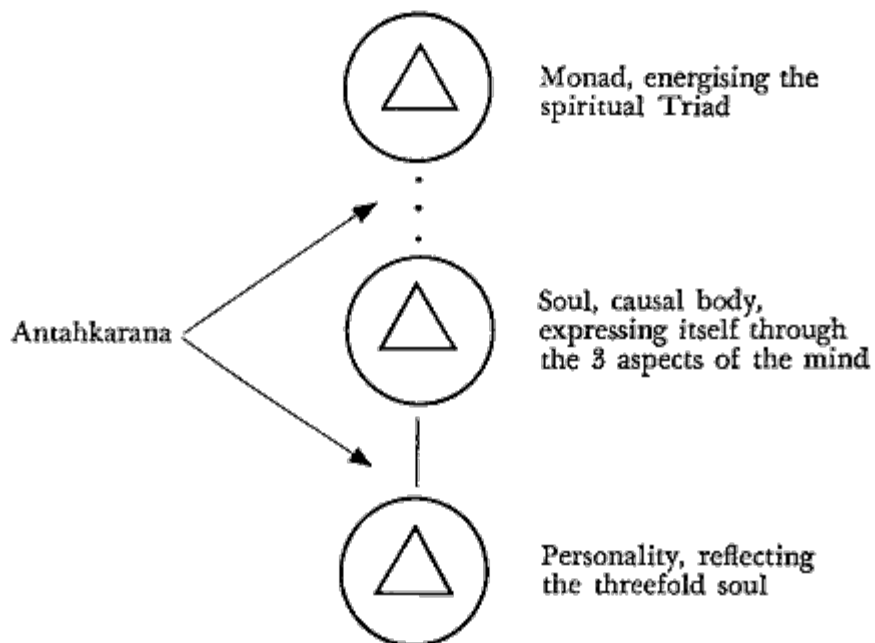 Monad, energising the
spiritual Triad
Antahkarana
Soul, causal body,
expressing itself through
the 3 aspects of the mind
Personality, reflecting
the threefold soul